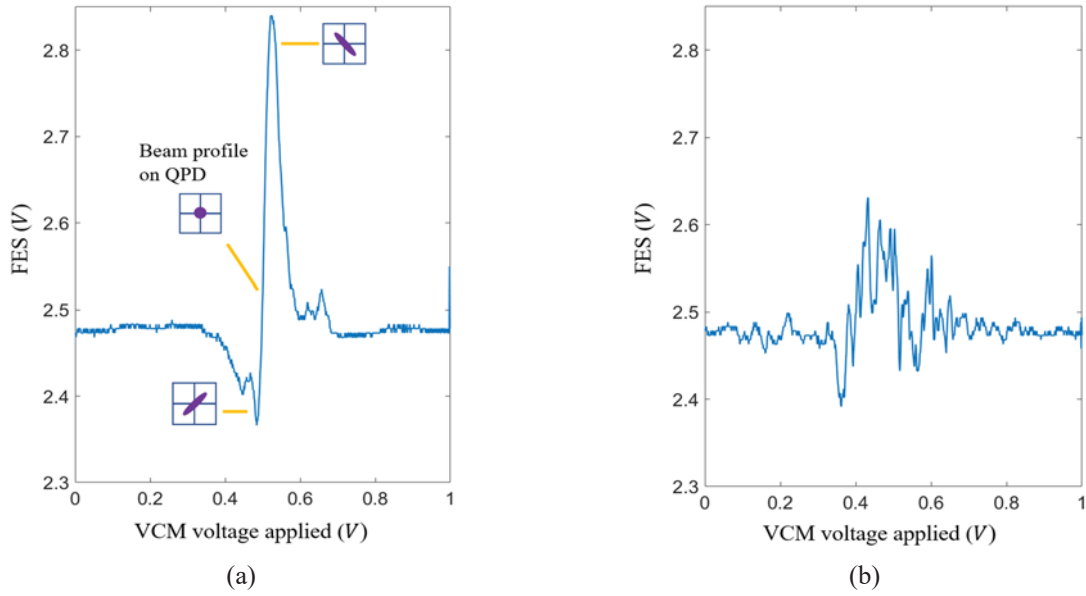 2.8
2.7
2.6
2.5
2.4
2.3
FES (V)
Beam profile
on QPD
0 0.2 0.4 0.6 0.8 1
VCM voltage applied (V)
(a)
2.8
2.7
2.6
2.5
2.4
2.3
FES (V)
0 0.2 0.4 0.6 0.8 1
VCM voltage applied (V)
(b)